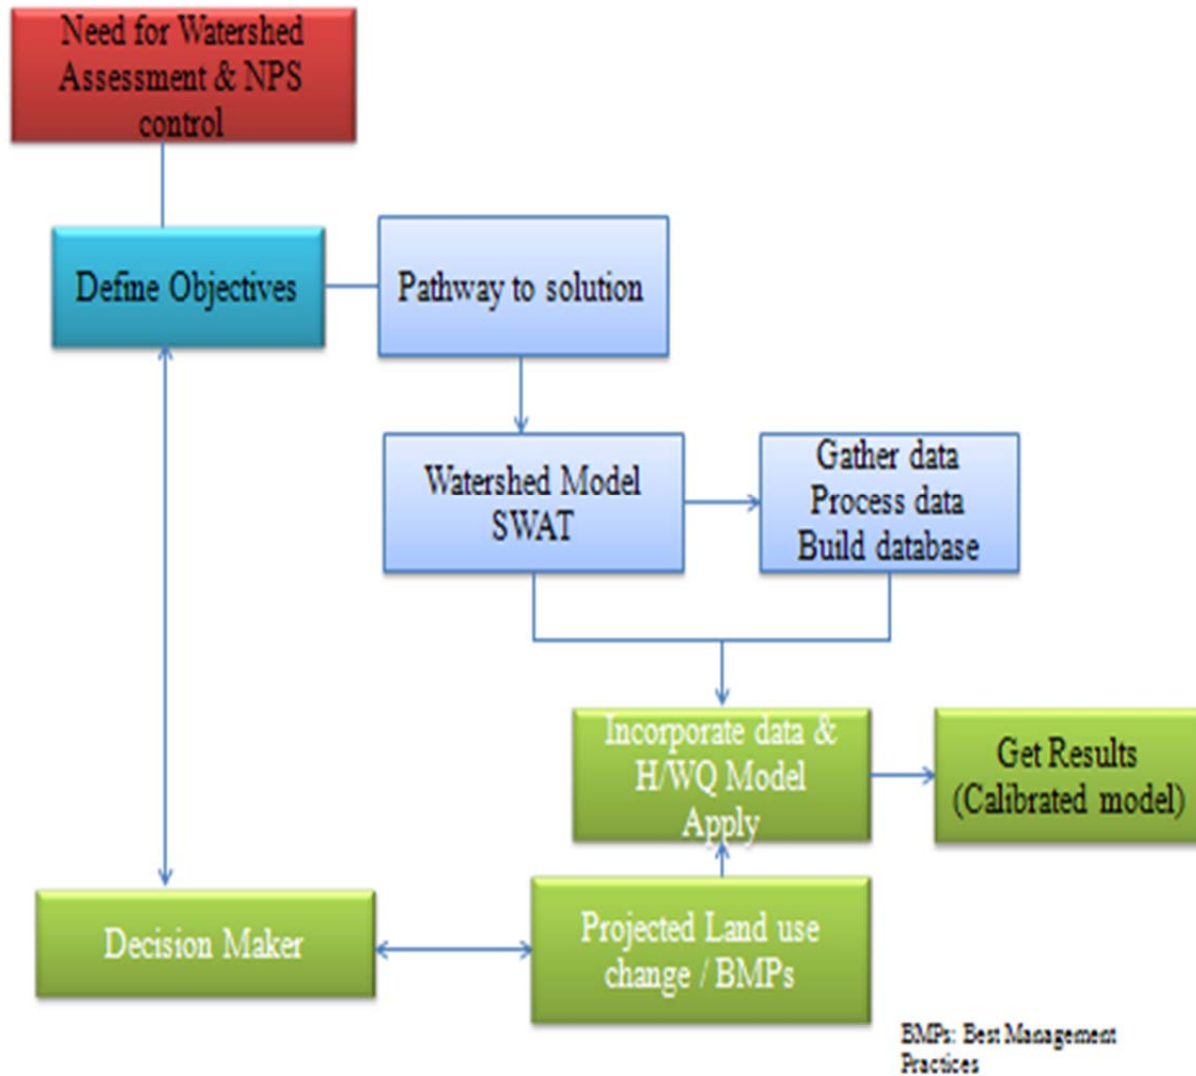 Need for Watershed
Assessment & NPS
control
Define Objectives
Pathway to solution
Watershed Model
SWAT
Gather data
Process data
Build database
Incorporate data &
H/WQ Model
Apply
Get Results
(Calibrated model)
Decision Maker
Projected Land use
change / BMPs
BMPs: Best Management
Practices